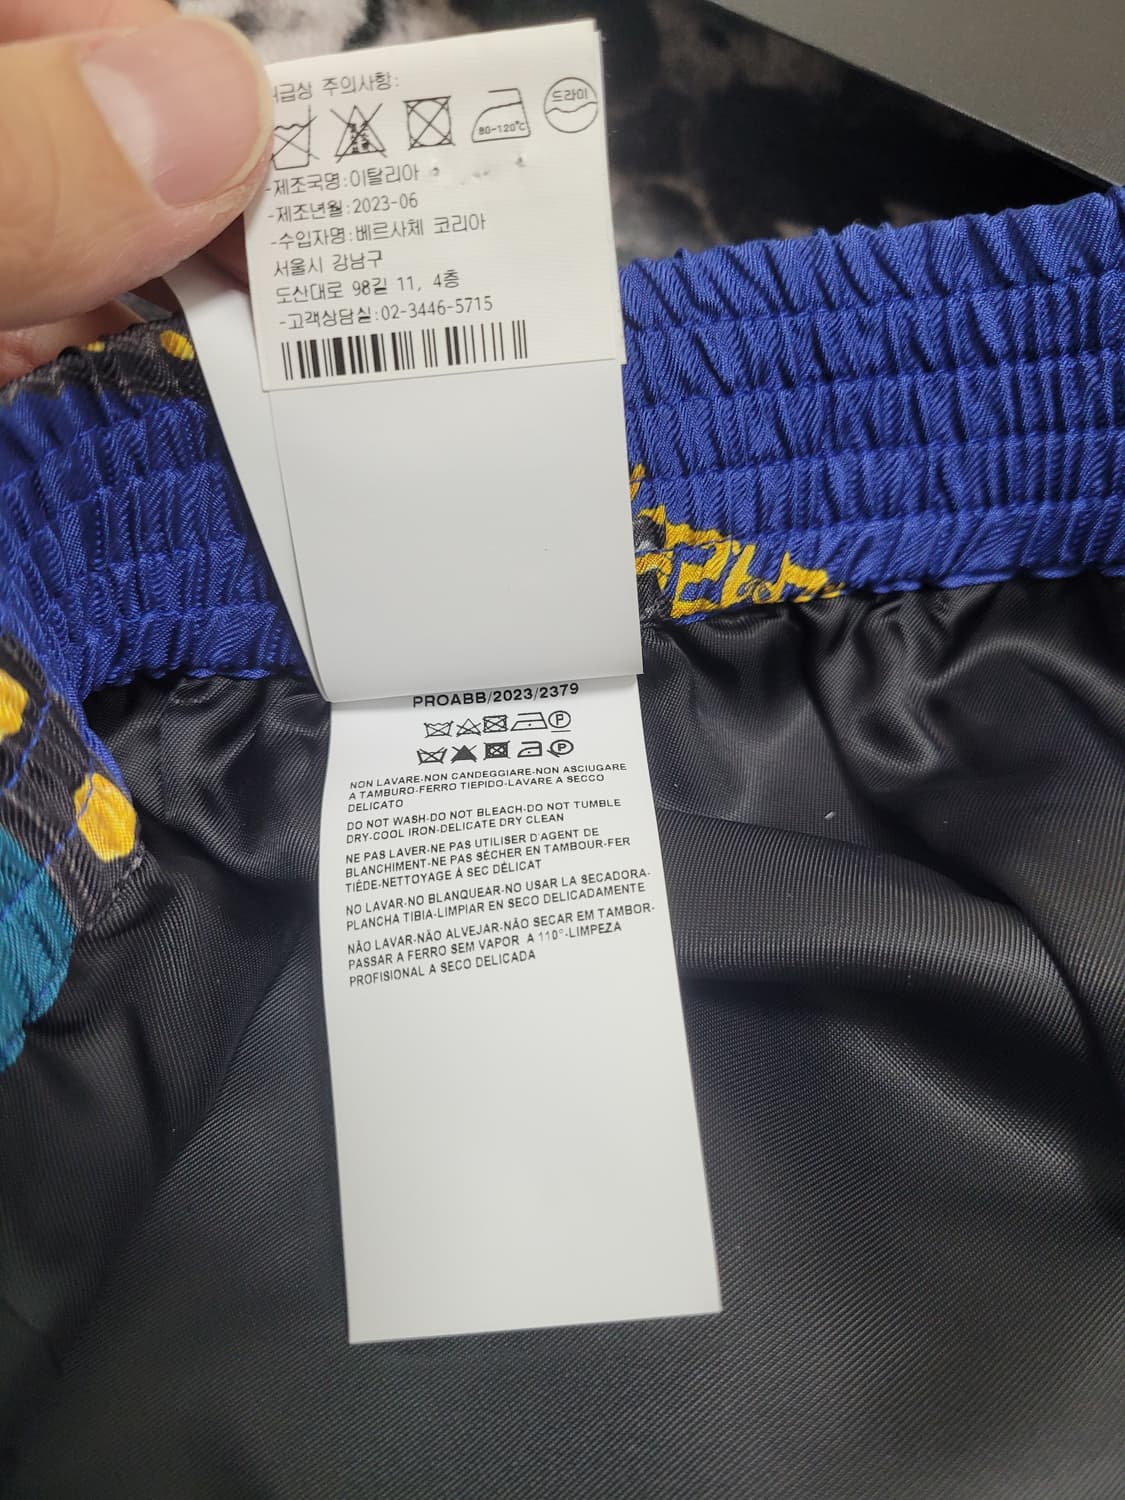 취급상 주의사항:
80-120℃
드라이
-제조국명:이탈리아
-제조년월:2023-06
-수입자명:베르사체 코리아
서울시 강남구
도산대로 98길 11, 4층
-고객상담실:02-3446-5715
PROABB/2023/2379
NON LAVARE-NON CANDEGGIARE-NON ASCIUGARE
A TAMBURO-FERRO TIEPIDO-LAVARE A SECCO
DELICATO
DO NOT WASH-DO NOT BLEACH-DO NOT TUMBLE
DRY-COOL IRON-DELICATE DRY CLEAN
NE PAS LAVER-NE PAS UTILISER D'AGENT DE
BLANCHIMENT-NE PAS SÉCHER EN TAMBOUR-FER
TIÈDE-NETTOYAGE À SEC DÉLICAT
NO LAVAR-NO BLANQUEAR-NO USAR LA SECADORA-
PLANCHA TIBIA-LIMPIAR EN SECO DELICADAMENTE
NÃO LAVAR-NÃO ALVEJAR-NÃO SECAR EM TAMBOR-
PASSAR A FERRO SEM VAPOR A 110°-LIMPEZA
PROFISIONAL A SECO DELICADA